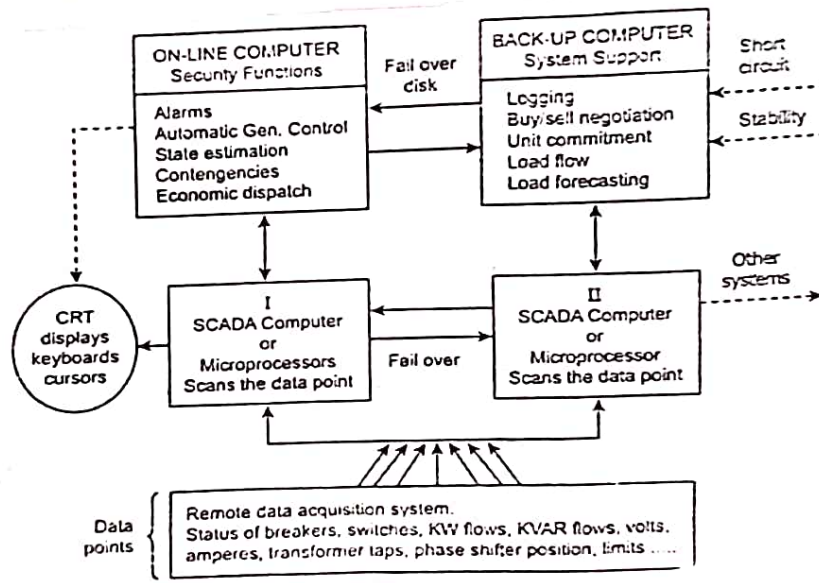 ON-LINE COMPUTER
Security Functions
Alarms
Automatic Gen. Control
State estimation
Contengencies
Economic dispatch
Fail over
disk
BACK-UP COMPUTER
System Support
Logging
Buy/sell negotiation
Unit commitment
Load flow
Load forecasting
Short
circuit
Stability
CRT
displays
keyboards
cursors
I
SCADA Computer
or
Microprocessors
Scans the data point
Fail over
II
SCADA Computer
or
Microprocessor
Scans the data point
Other
systems
Data
points
Remote data acquisition system.
Status of breakers, switches, KW flows, KVAR flows, volts,
amperes, transformer taps, phase shifter position, limits .....